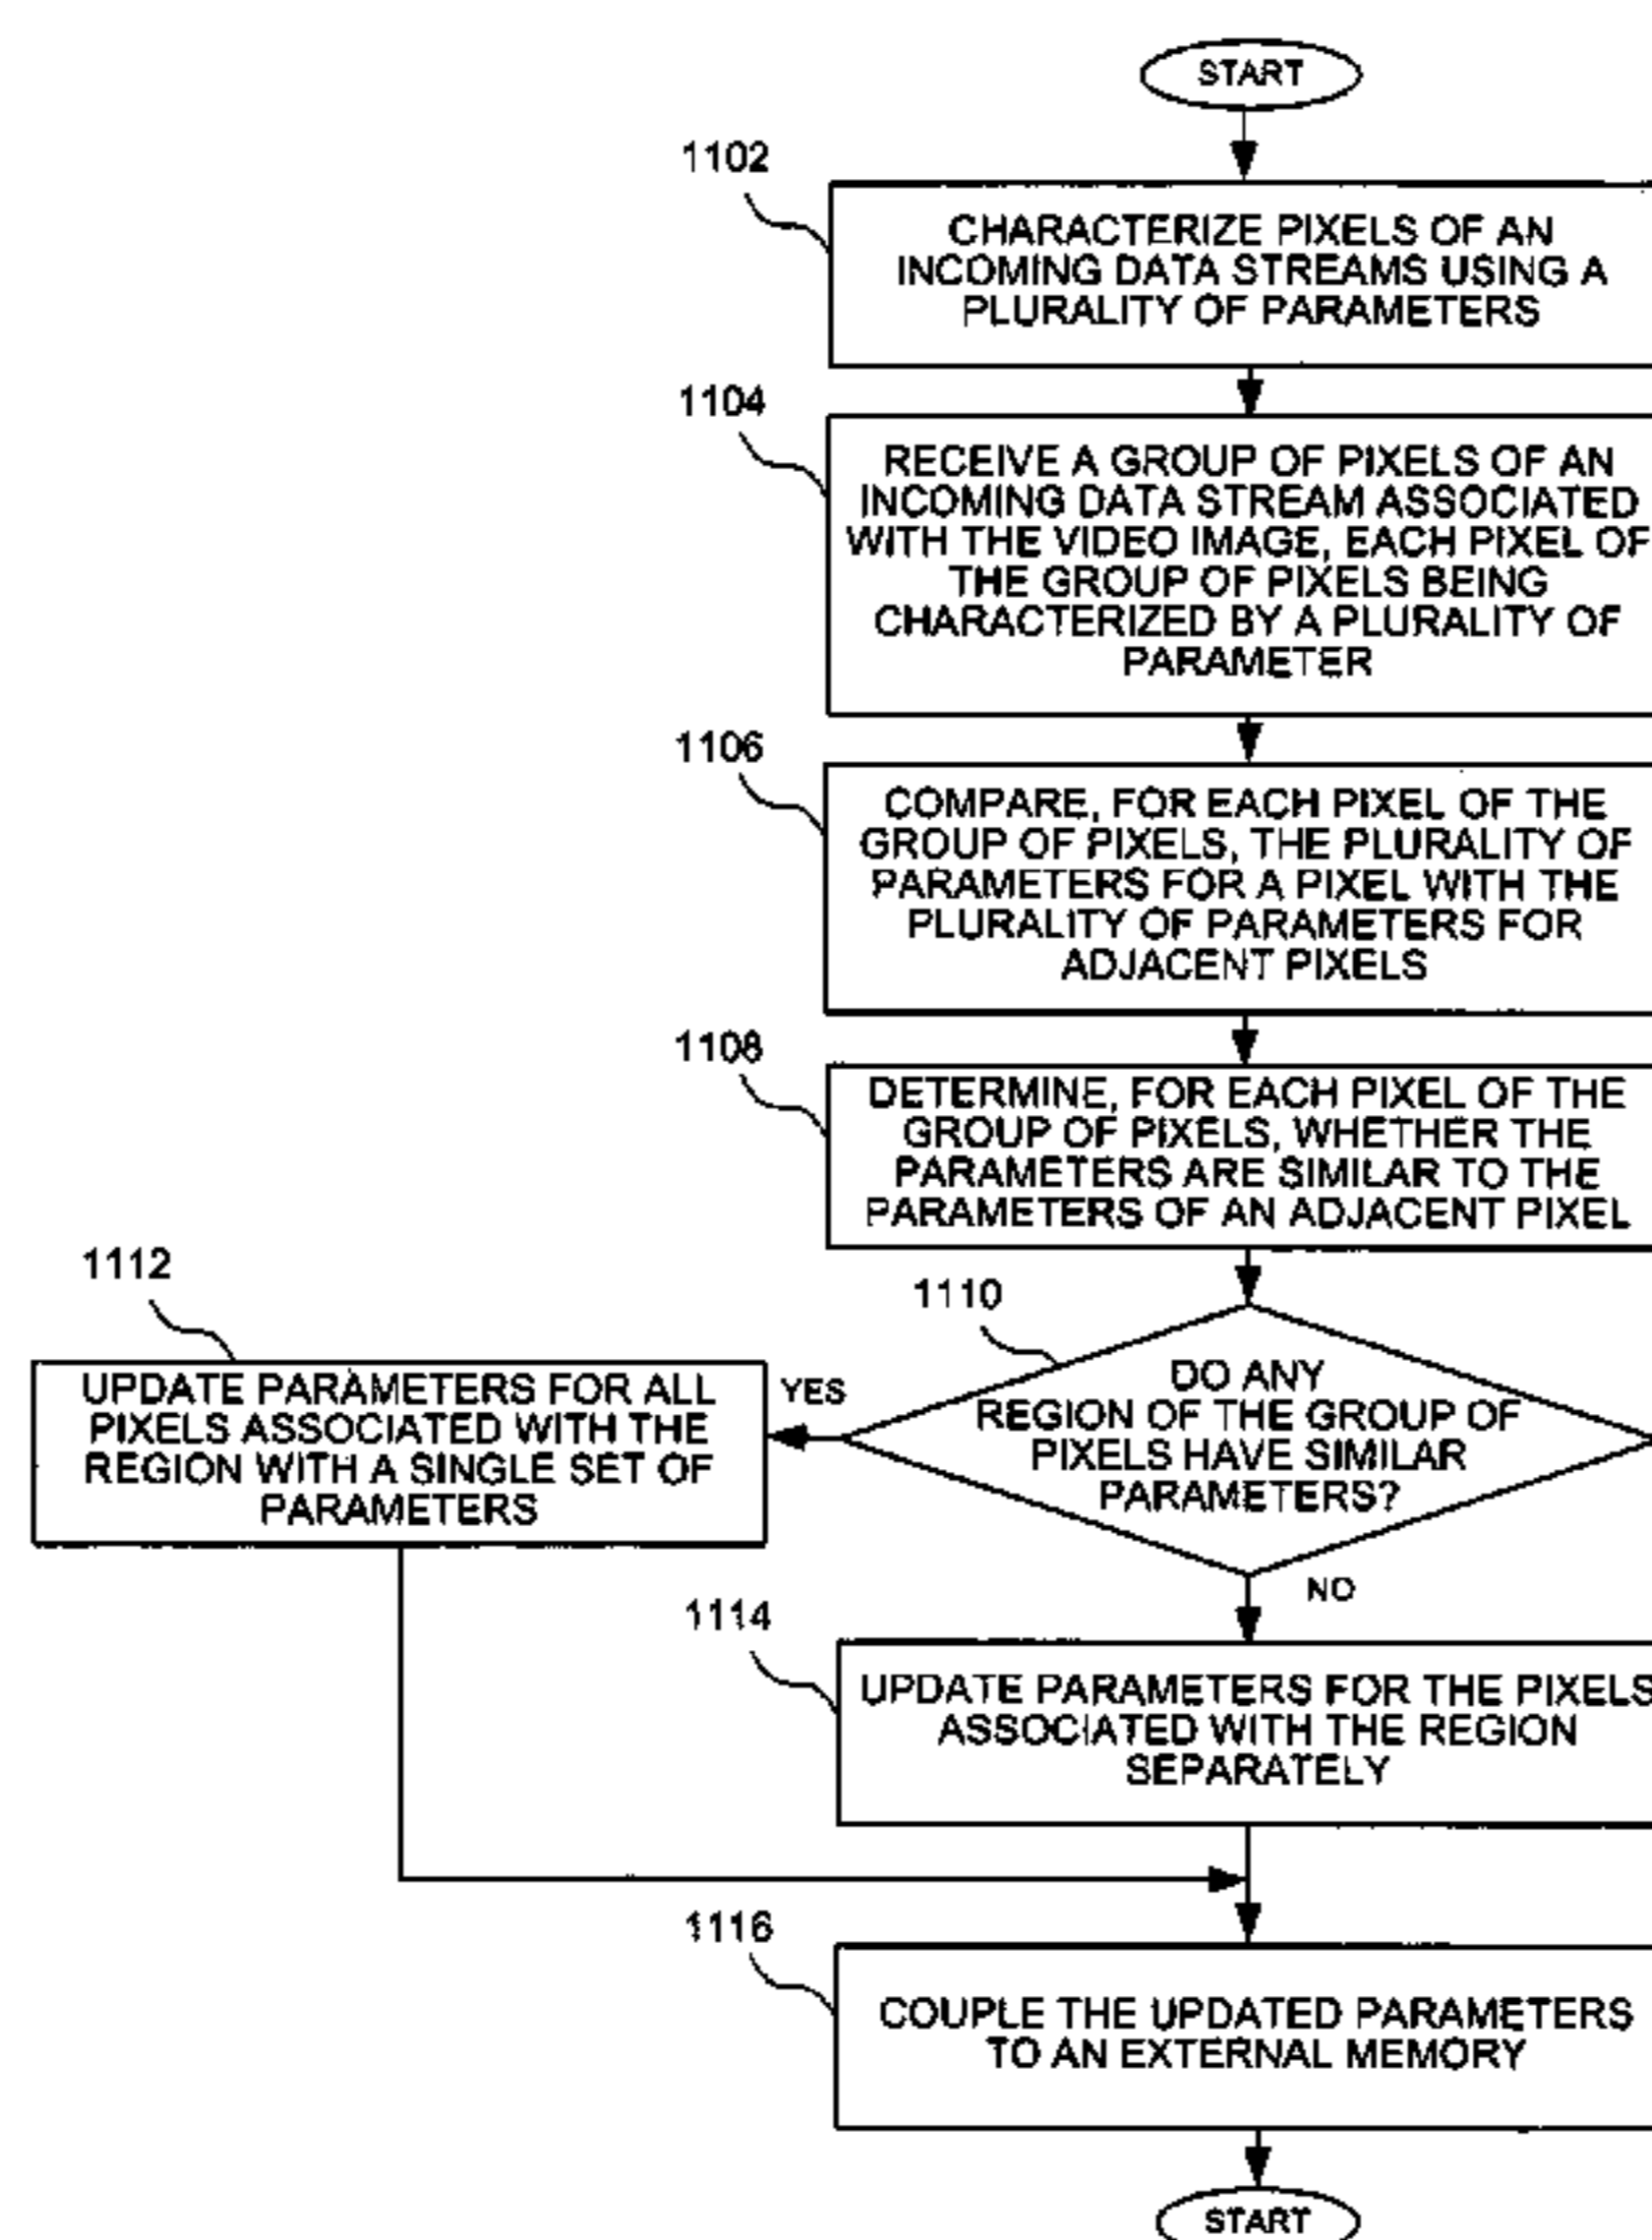 START
1102
CHARACTERIZE PIXELS OF AN
INCOMING DATA STREAMS USING A
PLURALITY OF PARAMETERS
1104
RECEIVE A GROUP OF PIXELS OF AN
INCOMING DATA STREAM ASSOCIATED
WITH THE VIDEO IMAGE, EACH PIXEL OF
THE GROUP OF PIXELS BEING
CHARACTERIZED BY A PLURALITY OF
PARAMETER
1106
COMPARE, FOR EACH PIXEL OF THE
GROUP OF PIXELS, THE PLURALITY OF
PARAMETERS FOR A PIXEL WITH THE
PLURALITY OF PARAMETERS FOR
ADJACENT PIXELS
1108
DETERMINE, FOR EACH PIXEL OF THE
GROUP OF PIXELS, WHETHER THE
PARAMETERS ARE SIMILAR TO THE
PARAMETERS OF AN ADJACENT PIXEL
1110
DO ANY
REGION OF THE GROUP OF
PIXELS HAVE SIMILAR
PARAMETERS?
YES
1112
UPDATE PARAMETERS FOR ALL
PIXELS ASSOCIATED WITH THE
REGION WITH A SINGLE SET OF
PARAMETERS
NO
1114
UPDATE PARAMETERS FOR THE PIXELS
ASSOCIATED WITH THE REGION
SEPARATELY
1116
COUPLE THE UPDATED PARAMETERS
TO AN EXTERNAL MEMORY
START